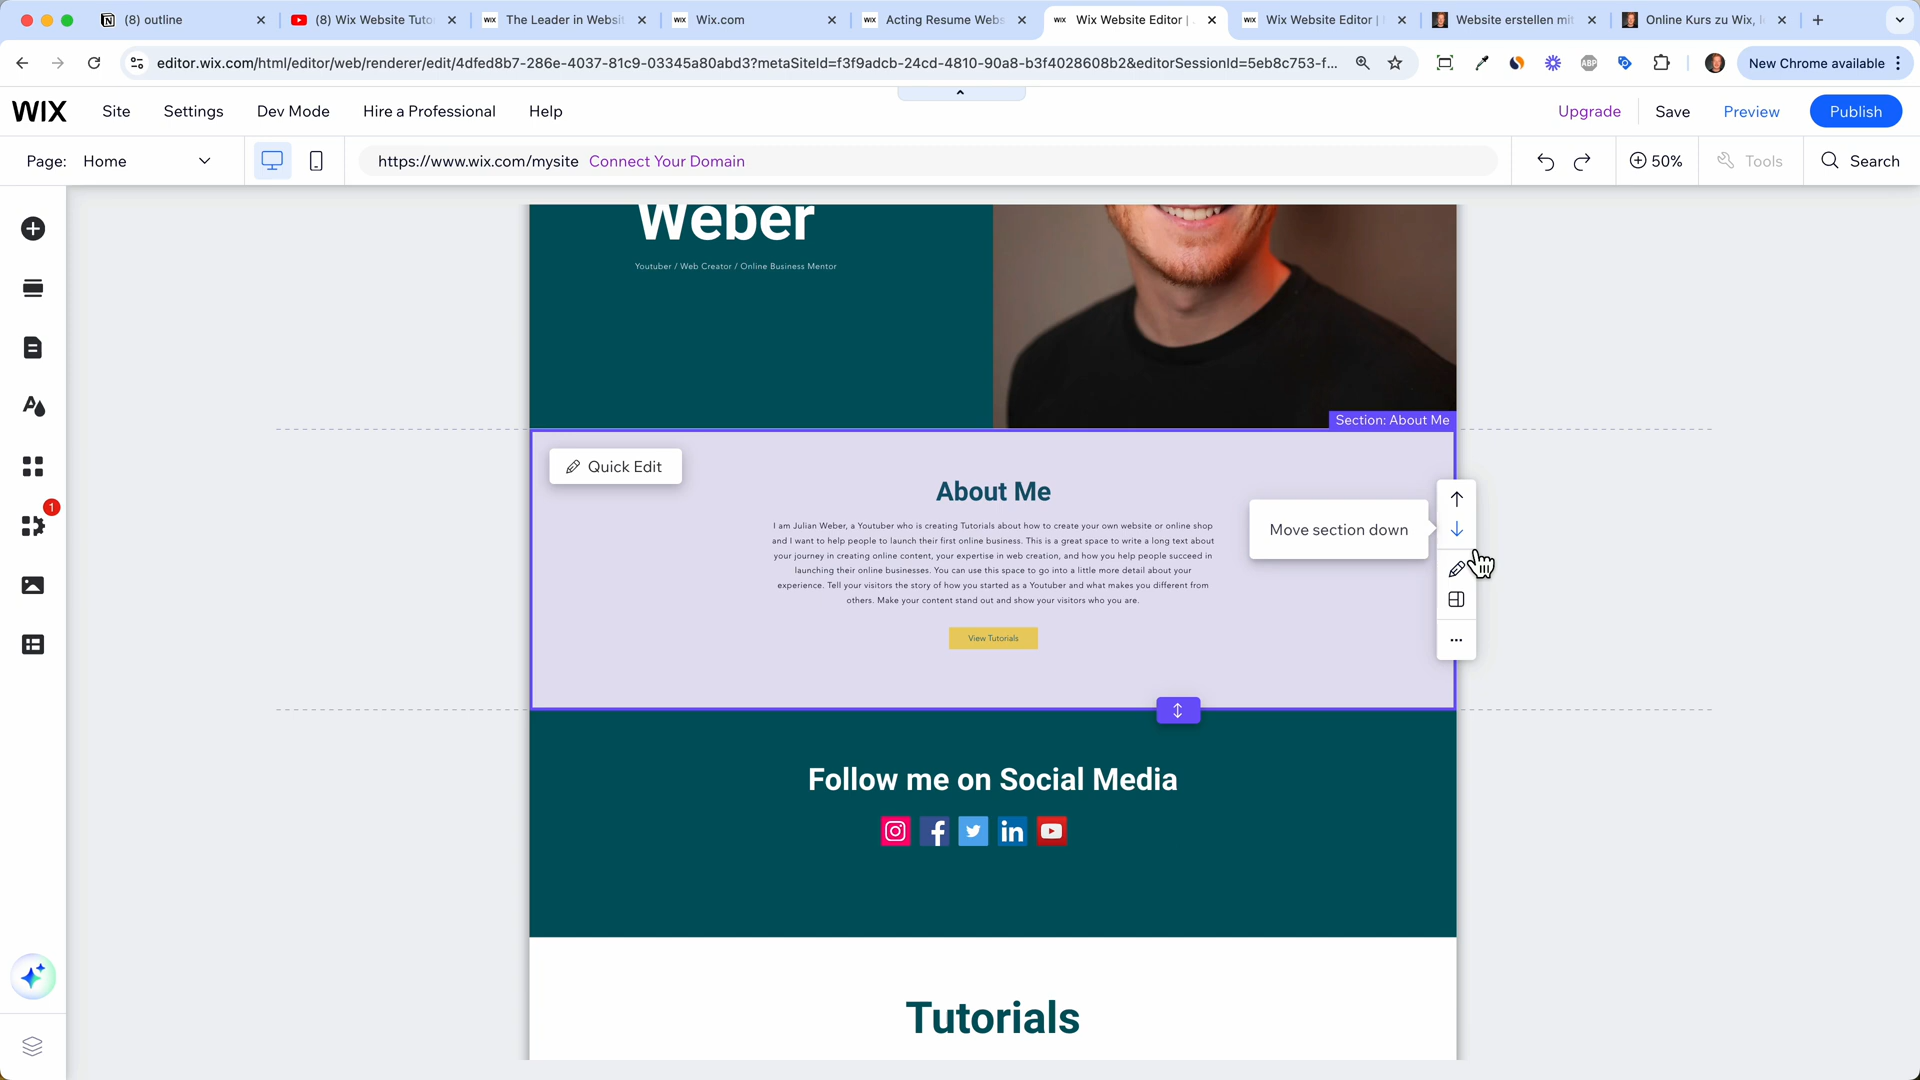 (8) outline
(8) Wix Website Tuto
WIX The Leader in Websit
WIX Wix.com
WIX Acting Resume Webs
WIX Wix Website Editor |
WIX Wix Website Editor |
Website erstellen mit
Online Kurs zu Wix,
editor.wix.com/html/editor/web/renderer/edit/4dfed8b7-286e-4037-81c9-03345a80abd3?metaSiteId=f3f9adcb-24cd-4810-90a8-b3f4028608b2&editorSessionId=5eb8c753-f...
ABP
New Chrome available
WIX
Site
Settings
Dev Mode
Hire a Professional
Help
Upgrade
Save
Preview
Publish
Page: Home
https://www.wix.com/mysite Connect Your Domain
50%
Tools
Search
1
Weber
Youtuber / Web Creator / Online Business Mentor
Section: About Me
Quick Edit
About Me
I am Julian Weber, a Youtuber who is creating Tutorials about how to create your own website or online shop
and I want to help people to launch their first online business. This is a great space to write a long text about
your journey in creating online content, your expertise in web creation, and how you help people succeed in
launching their online businesses. You can use this space to go into a little more detail about your
experience. Tell your visitors the story of how you started as a Youtuber and what makes you different from
others. Make your content stand out and show your visitors who you are.
View Tutorials
Move section down
Follow me on Social Media
Tutorials